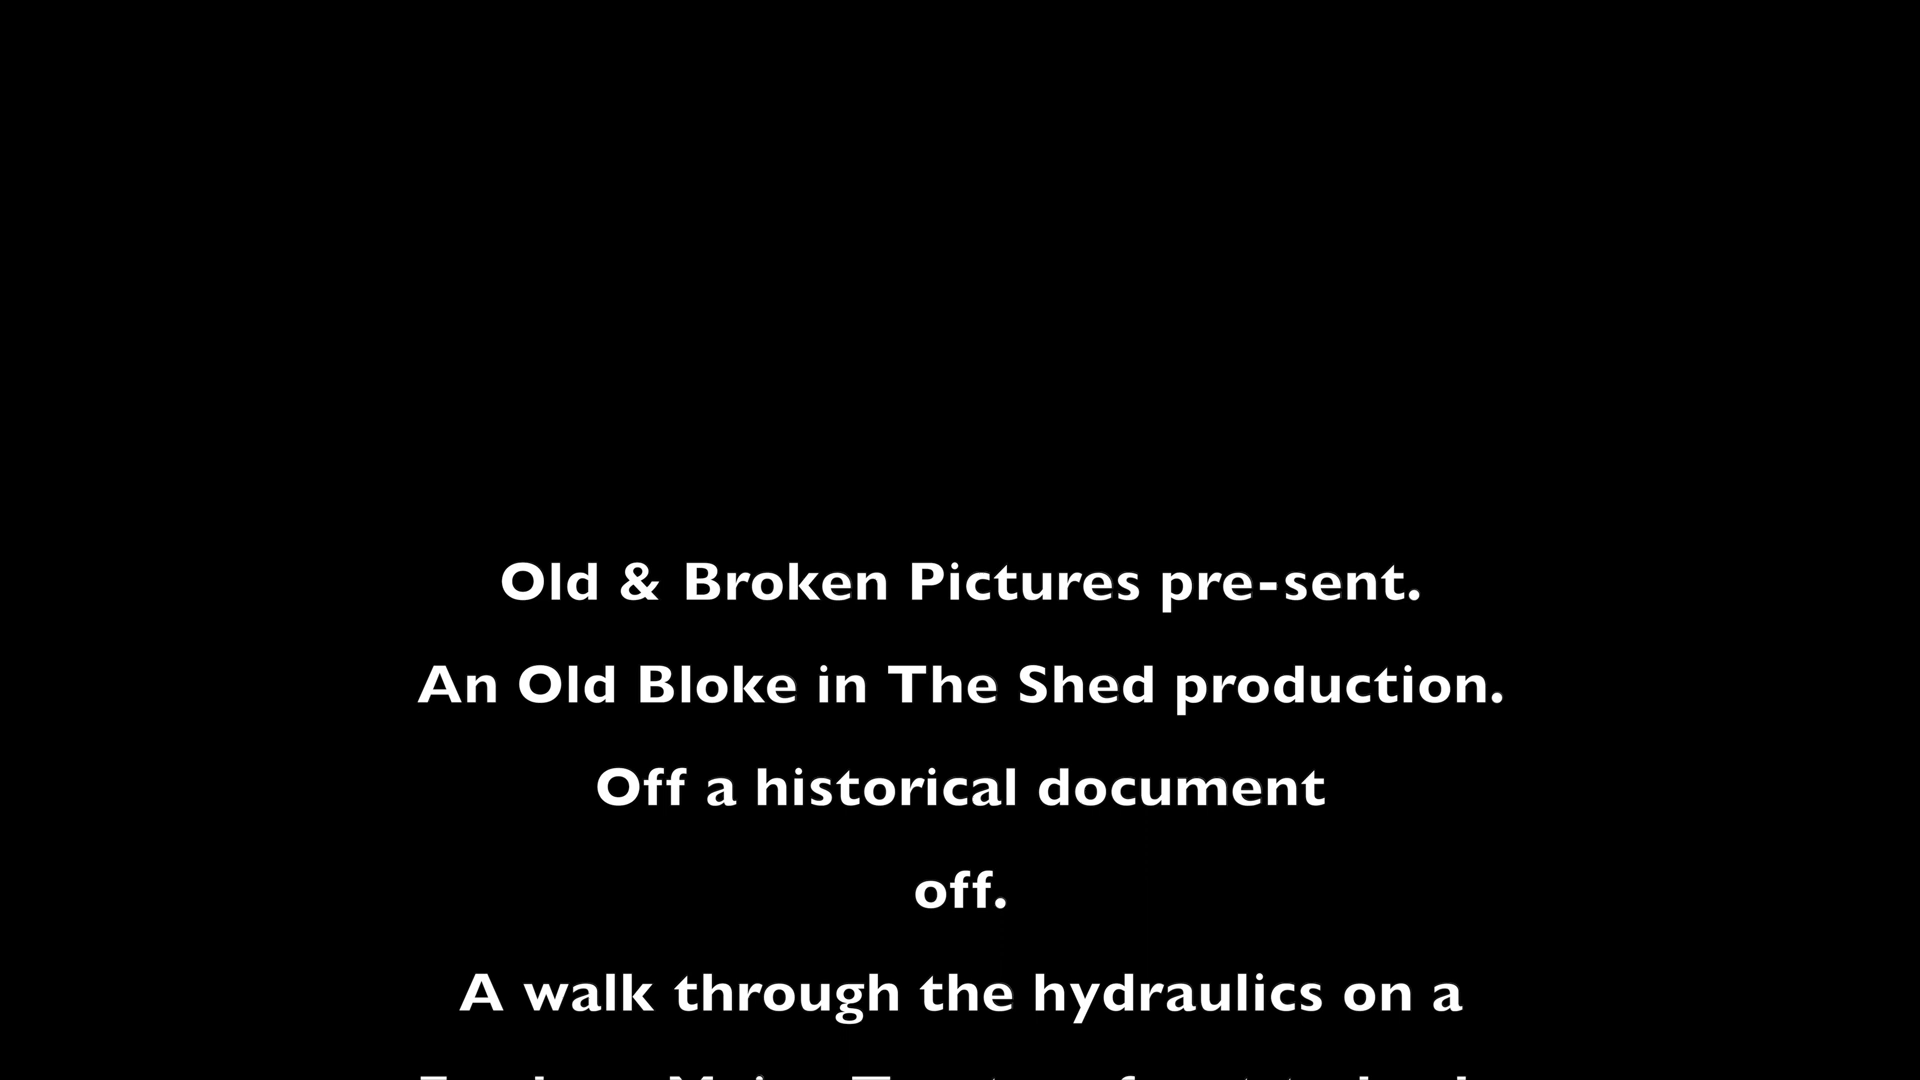 Old & Broken Pictures pre-sent.
An Old Bloke in The Shed production.
Off a historical document
off.
A walk through the hydraulics on a